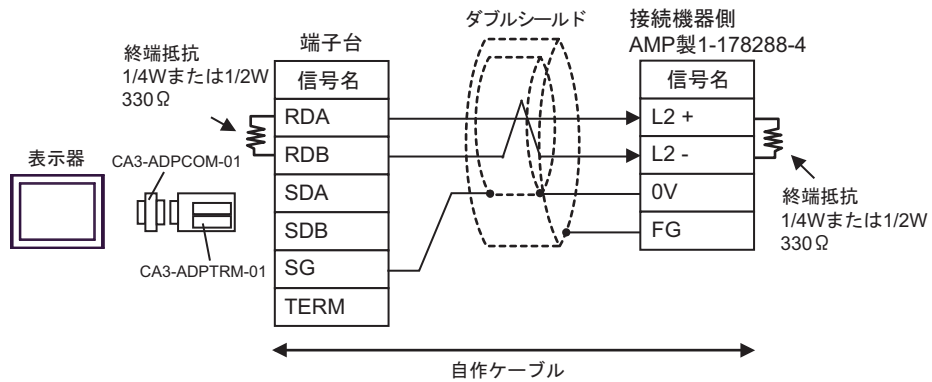 ダブルシールド
接続機器側
AMP製1-178288-4
端子台
終端抵抗
1/4Wまたは1/2W
330Ω
信号名
信号名
RDA
L2 +
RDB
L2 -
表示器
CA3-ADPCOM-01
SDA
0V
終端抵抗
1/4Wまたは1/2W
330Ω
SDB
FG
CA3-ADPTRM-01
SG
TERM
自作ケーブル